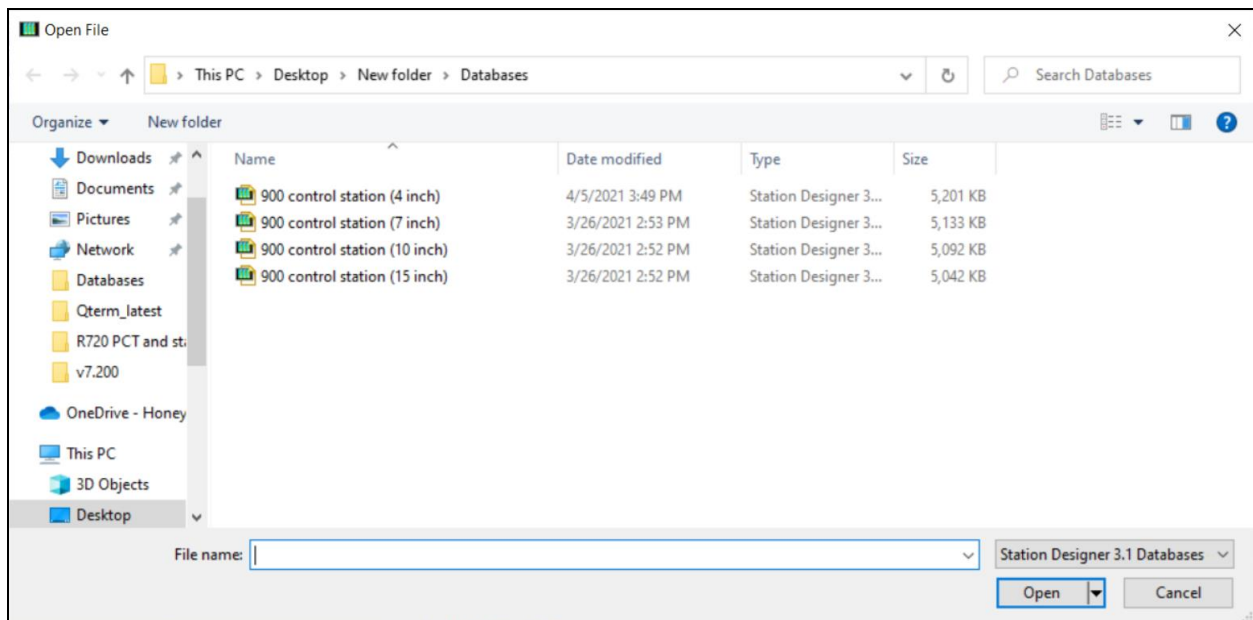 Open File
This PC > Desktop > New folder > Databases
Search Databases
Organize New folder
Downloads
Documents
Pictures
Network
Databases
Qterm_latest
R720 PCT and sta
v7.200
OneDrive - Honey
This PC
3D Objects
Desktop
Name Date modified Type Size
900 control station (4 inch) 4/5/2021 3:49 PM Station Designer 3... 5,201 KB
900 control station (7 inch) 3/26/2021 2:53 PM Station Designer 3... 5,133 KB
900 control station (10 inch) 3/26/2021 2:52 PM Station Designer 3... 5,092 KB
900 control station (15 inch) 3/26/2021 2:52 PM Station Designer 3... 5,042 KB
File name: Station Designer 3.1 Databases
Open Cancel